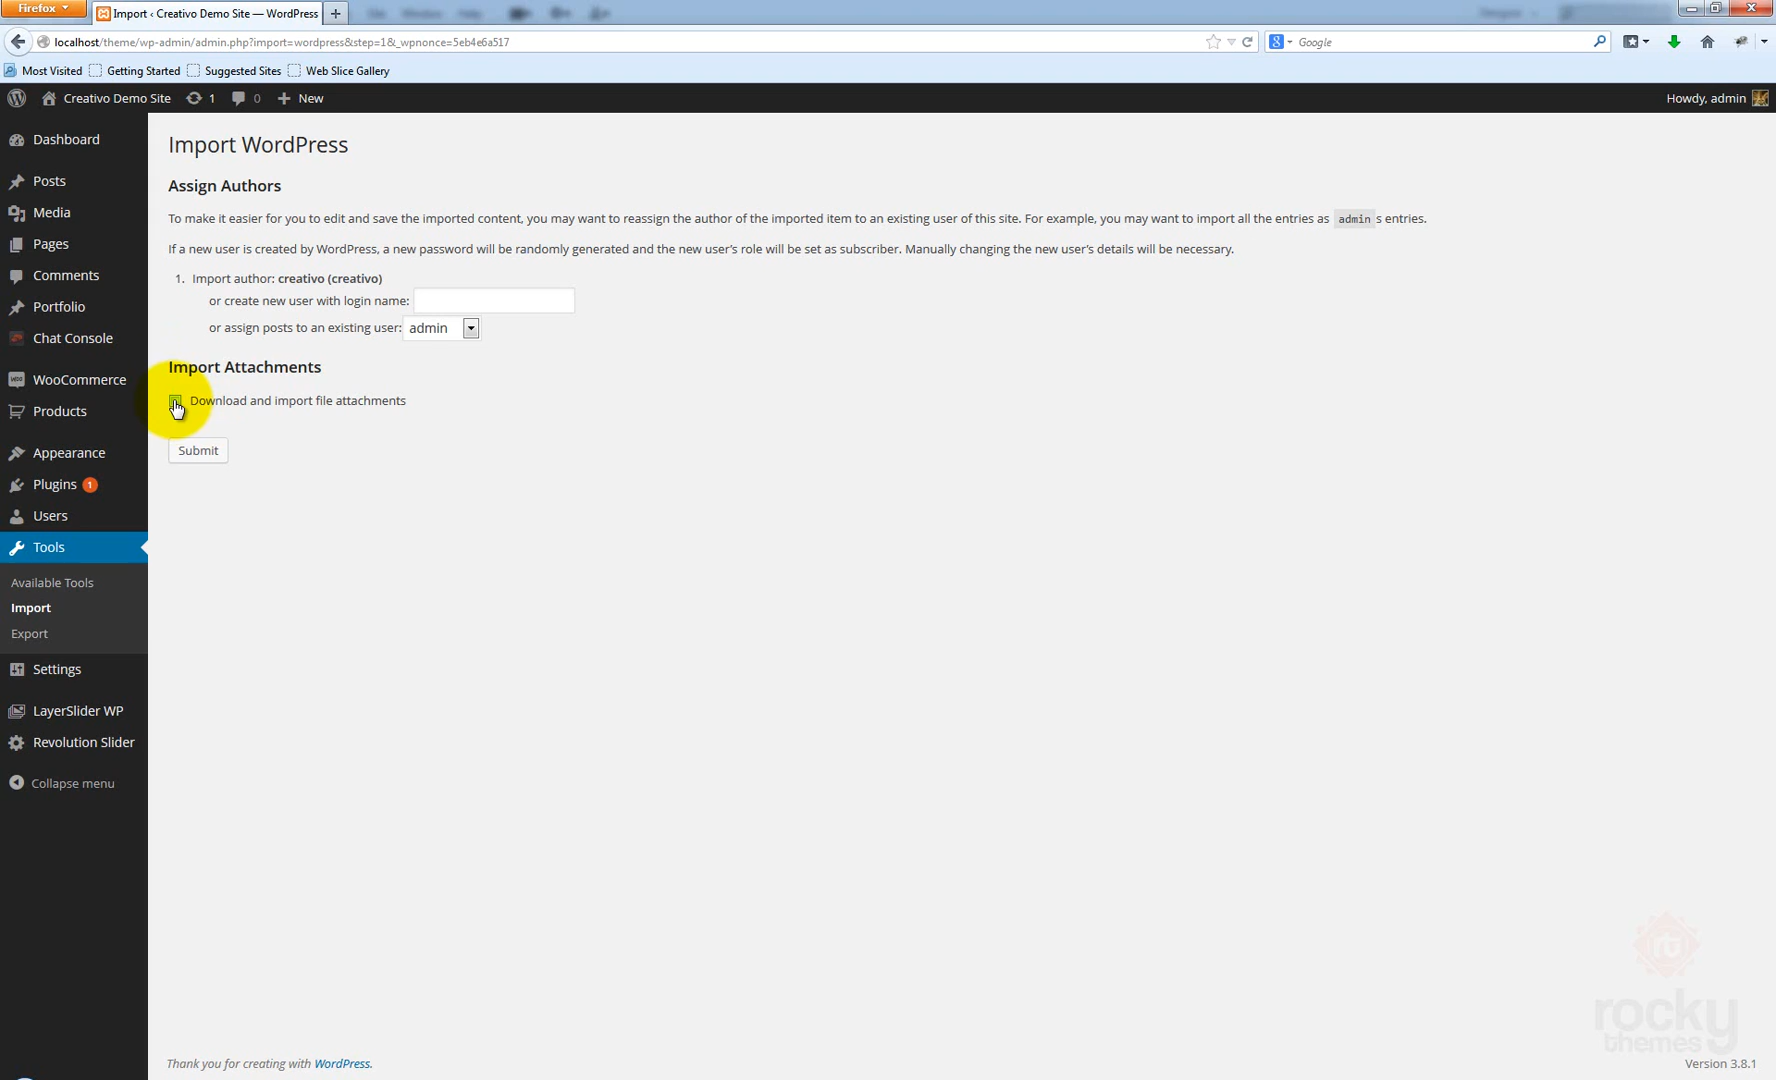 Firefox
Import ‹ Creativo Demo Site — WordPress
localhost/theme/wp-admin/admin.php?import=wordpress&step=1&_wpnonce=5eb4e6a517
Google
Most Visited Getting Started Suggested Sites Web Slice Gallery
Creativo Demo Site 1 0 New
Howdy, admin
Dashboard
Posts
Media
Pages
Comments
Portfolio
Chat Console
WooCommerce
Products
Appearance
Plugins 1
Users
Tools
Available Tools
Import
Export
Settings
LayerSlider WP
Revolution Slider
Collapse menu
Import WordPress
Assign Authors
To make it easier for you to edit and save the imported content, you may want to reassign the author of the imported item to an existing user of this site. For example, you may want to import all the entries as admin s entries.
If a new user is created by WordPress, a new password will be randomly generated and the new user’s role will be set as subscriber. Manually changing the new user’s details will be necessary.
1. Import author: creativo (creativo)
or create new user with login name:
or assign posts to an existing user: admin
Import Attachments
Download and import file attachments
Submit
rocky
themes
Thank you for creating with WordPress.
Version 3.8.1